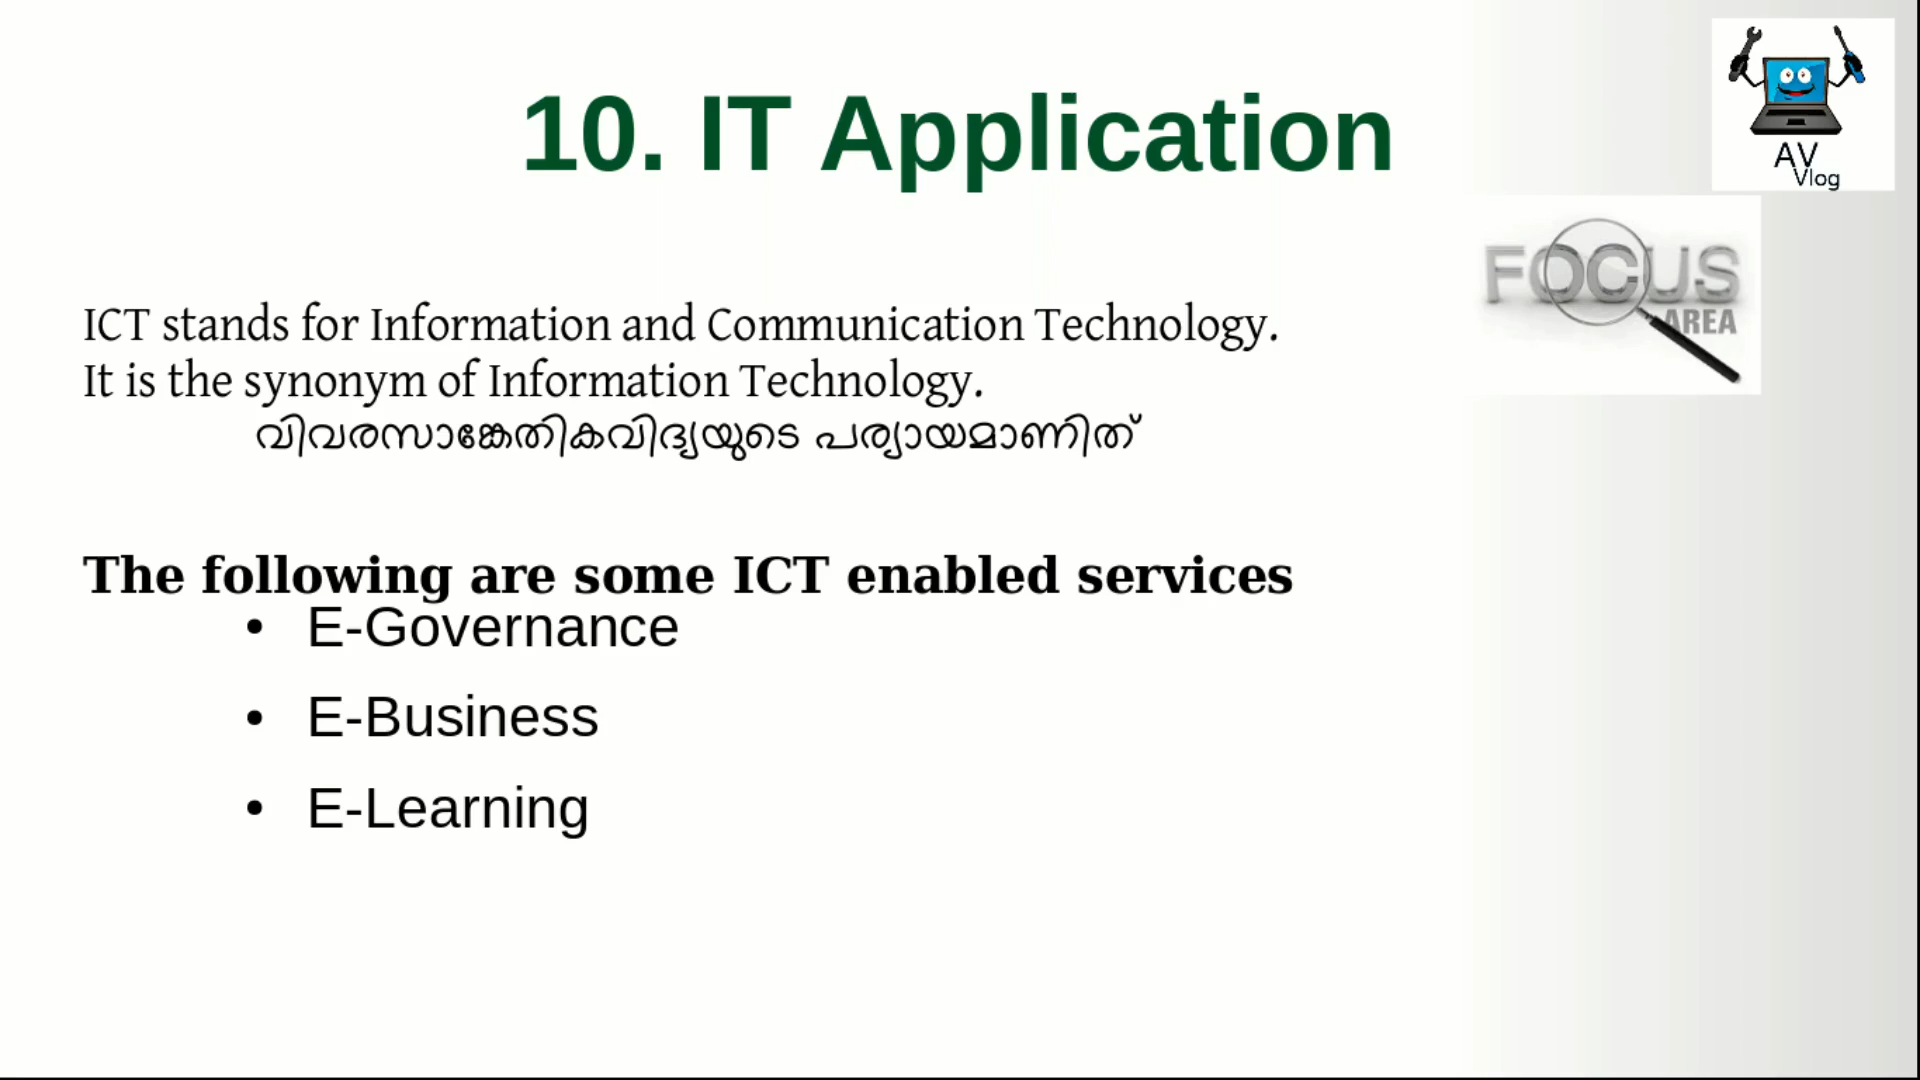 10. IT Application
AV
Vlog
FOCUS
AREA
ICT stands for Information and Communication Technology.
It is the synonym of Information Technology.
വിവരസാങ്കേതികവിദ്യയുടെ പര്യായമാണിത്
The following are some ICT enabled services
• E-Governance
• E-Business
• E-Learning